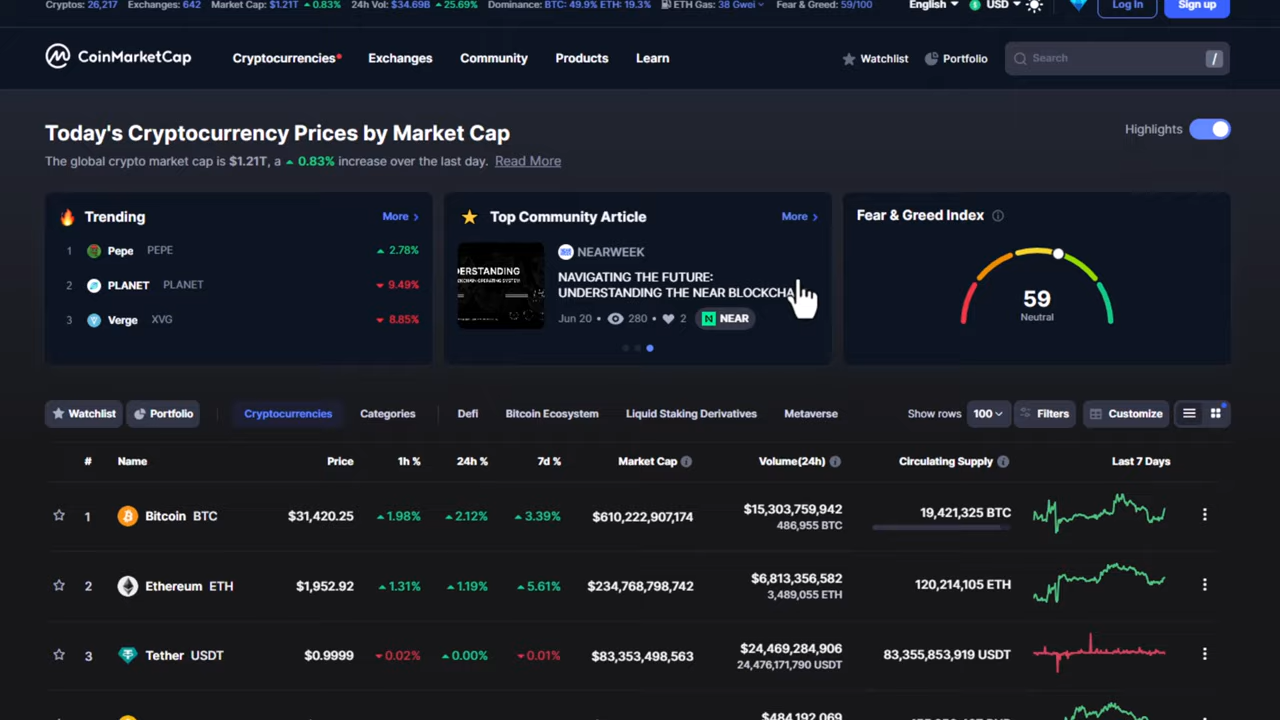 Cryptos: 26,217 Exchanges: 642 Market Cap: $1.21T 0.83% 24h Vol: $34.69B 25.69% Dominance: BTC: 49.9% ETH: 19.3% ETH Gas: 38 Gwei Fear & Greed: 59/100 English USD Log In Sign up
CoinMarketCap Cryptocurrencies Exchanges Community Products Learn Watchlist Portfolio Search /
Today's Cryptocurrency Prices by Market Cap Highlights
The global crypto market cap is $1.21T, a 0.83% increase over the last day. Read More
Trending More >
1 Pepe PEPE 2.78%
2 PLANET PLANET 9.49%
3 Verge XVG 8.85%
Top Community Article More >
DERSTANDING
NEARWEEK
NAVIGATING THE FUTURE:
UNDERSTANDING THE NEAR BLOCKCHA
Jun 20 • 280 • 2 NEAR
Fear & Greed Index
59
Neutral
Watchlist Portfolio Cryptocurrencies Categories Defi Bitcoin Ecosystem Liquid Staking Derivatives Metaverse Show rows 100 Filters Customize
# Name Price 1h % 24h % 7d % Market Cap Volume(24h) Circulating Supply Last 7 Days
1 Bitcoin BTC $31,420.25 1.98% 2.12% 3.39% $610,222,907,174 $15,303,759,942 19,421,325 BTC
486,955 BTC
2 Ethereum ETH $1,952.92 1.31% 1.19% 5.61% $234,768,798,742 $6,813,356,582 120,214,105 ETH
3,489,055 ETH
3 Tether USDT $0.9999 0.02% 0.00% 0.01% $83,353,498,563 $24,469,284,906 83,355,853,919 USDT
24,476,171,790 USDT
$484,192,069